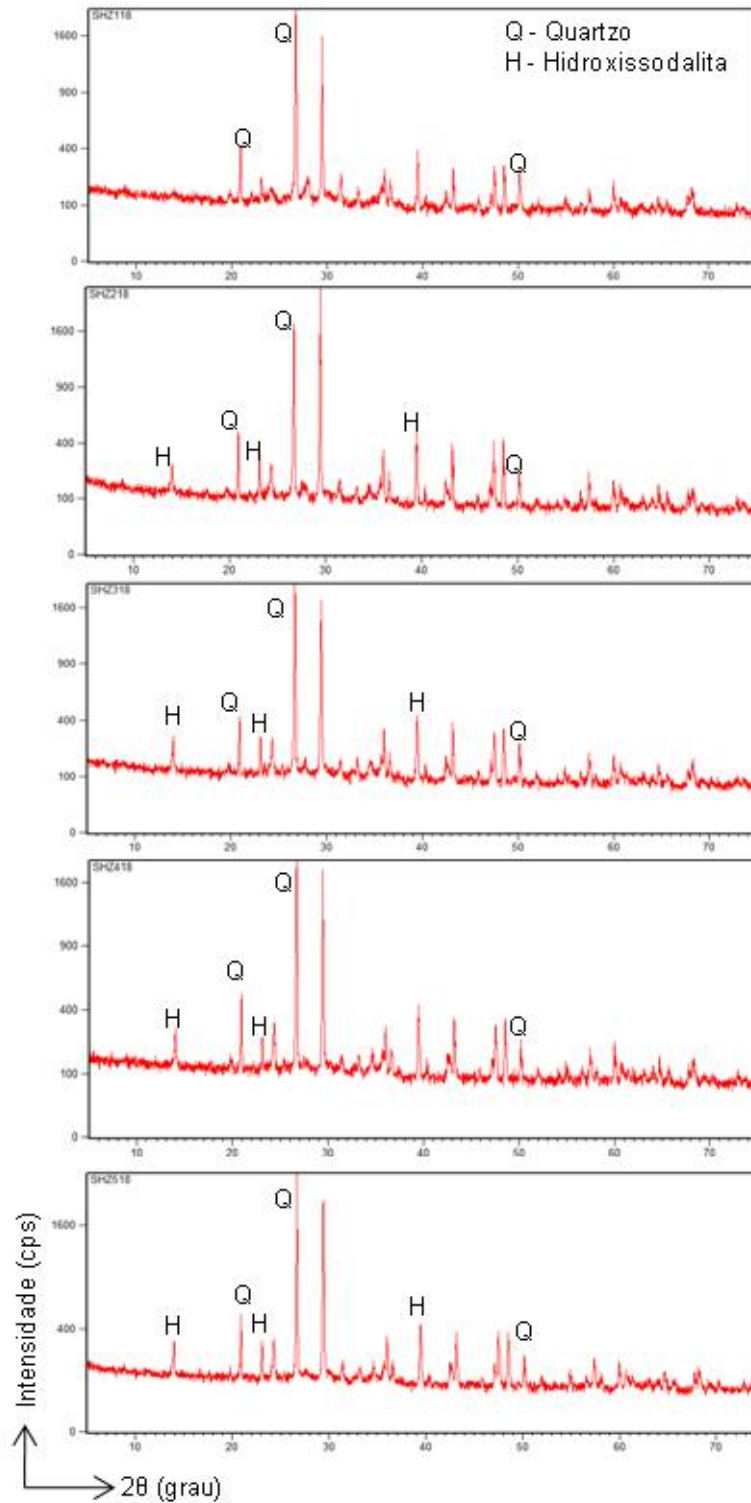 SHZ118
Q - Quartzo
H - Hidroxissodalita
1600
900
400
100
0
Q
Q
Q
10 20 30 40 50 60 70
SHZ218
1600
900
400
100
0
Q
H
Q
H
H
Q
10 20 30 40 50 60 70
SHZ318
1600
900
400
100
0
Q
H
Q
H
H
Q
10 20 30 40 50 60 70
SHZ418
1600
900
400
100
0
Q
H
Q
H
Q
10 20 30 40 50 60 70
SHZ518
1600
400
0
Q
H
Q
H
H
Q
10 20 30 40 50 60 70
Intensidade (cps)
2θ (grau)